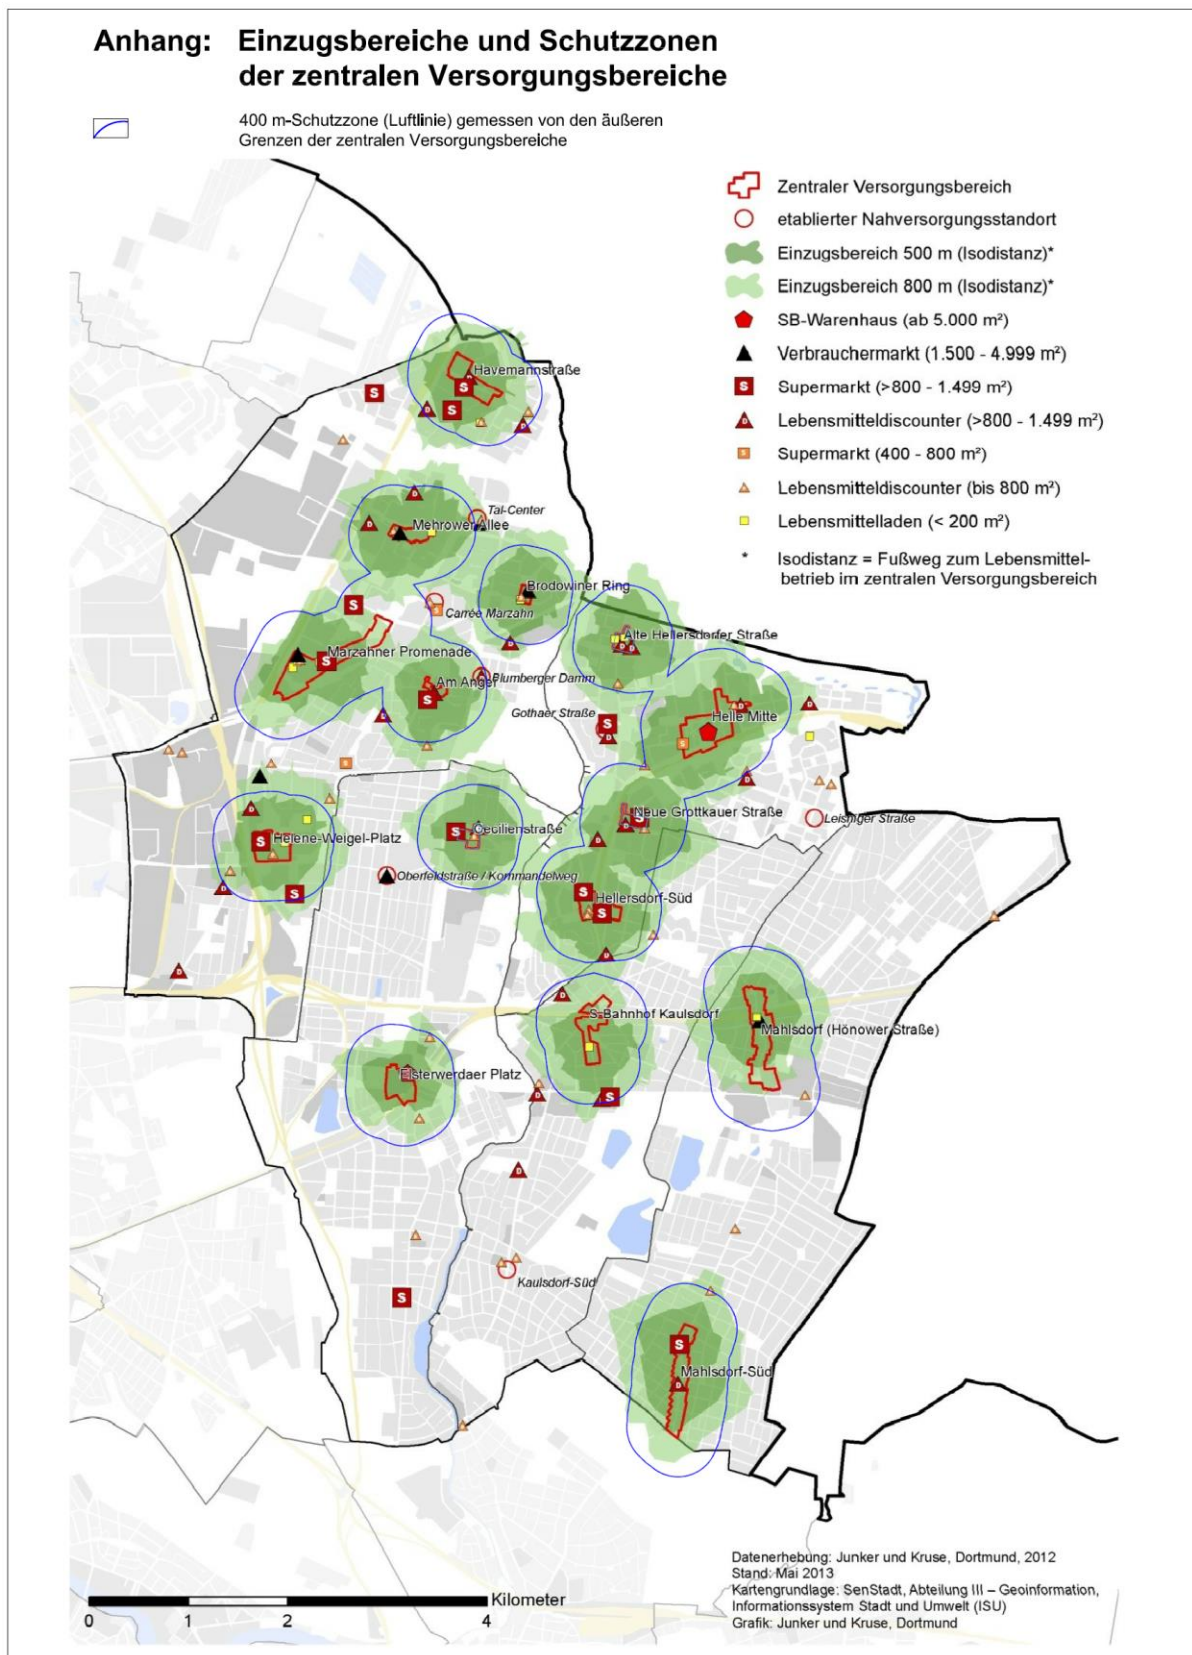 Anhang: Einzugsbereiche und Schutzzonen
der zentralen Versorgungsbereiche
400 m-Schutzzone (Luftlinie) gemessen von den äußeren
Grenzen der zentralen Versorgungsbereiche
Zentraler Versorgungsbereich
etablierter Nahversorgungsstandort
Einzugsbereich 500 m (Isodistanz)*
Einzugsbereich 800 m (Isodistanz)*
SB-Warenhaus (ab 5.000 m²)
Verbrauchermarkt (1.500 - 4.999 m²)
S Supermarkt (>800 - 1.499 m²)
D Lebensmitteldiscounter (>800 - 1.499 m²)
S Supermarkt (400 - 800 m²)
Lebensmitteldiscounter (bis 800 m²)
Lebensmittelladen (< 200 m²)
* Isodistanz = Fußweg zum Lebensmittel-
betrieb im zentralen Versorgungsbereich
Havemannstraße
Tal-Center
Mehrower Allee
Brodowiner Ring
Carrée Marzahn
Alte Hellersdorfer Straße
Marzahner Promenade
Blumberger Damm
Am Anger
Gothaer Straße
Helle Mitte
Neue Grottkauer Straße
Leisniger Straße
Cecilienstraße
Helene-Weigel-Platz
Oberfeldstraße / Kommandelweg
Hellersdorf-Süd
S-Bahnhof Kaulsdorf
Mahlsdorf (Hönower Straße)
Elsterwerdaer Platz
Kaulsdorf-Süd
Mahlsdorf-Süd
Datenerhebung: Junker und Kruse, Dortmund, 2012
Stand: Mai 2013
Kartengrundlage: SenStadt, Abteilung III – Geoinformation,
Informationssystem Stadt und Umwelt (ISU)
Grafik: Junker und Kruse, Dortmund
Kilometer
0 1 2 4